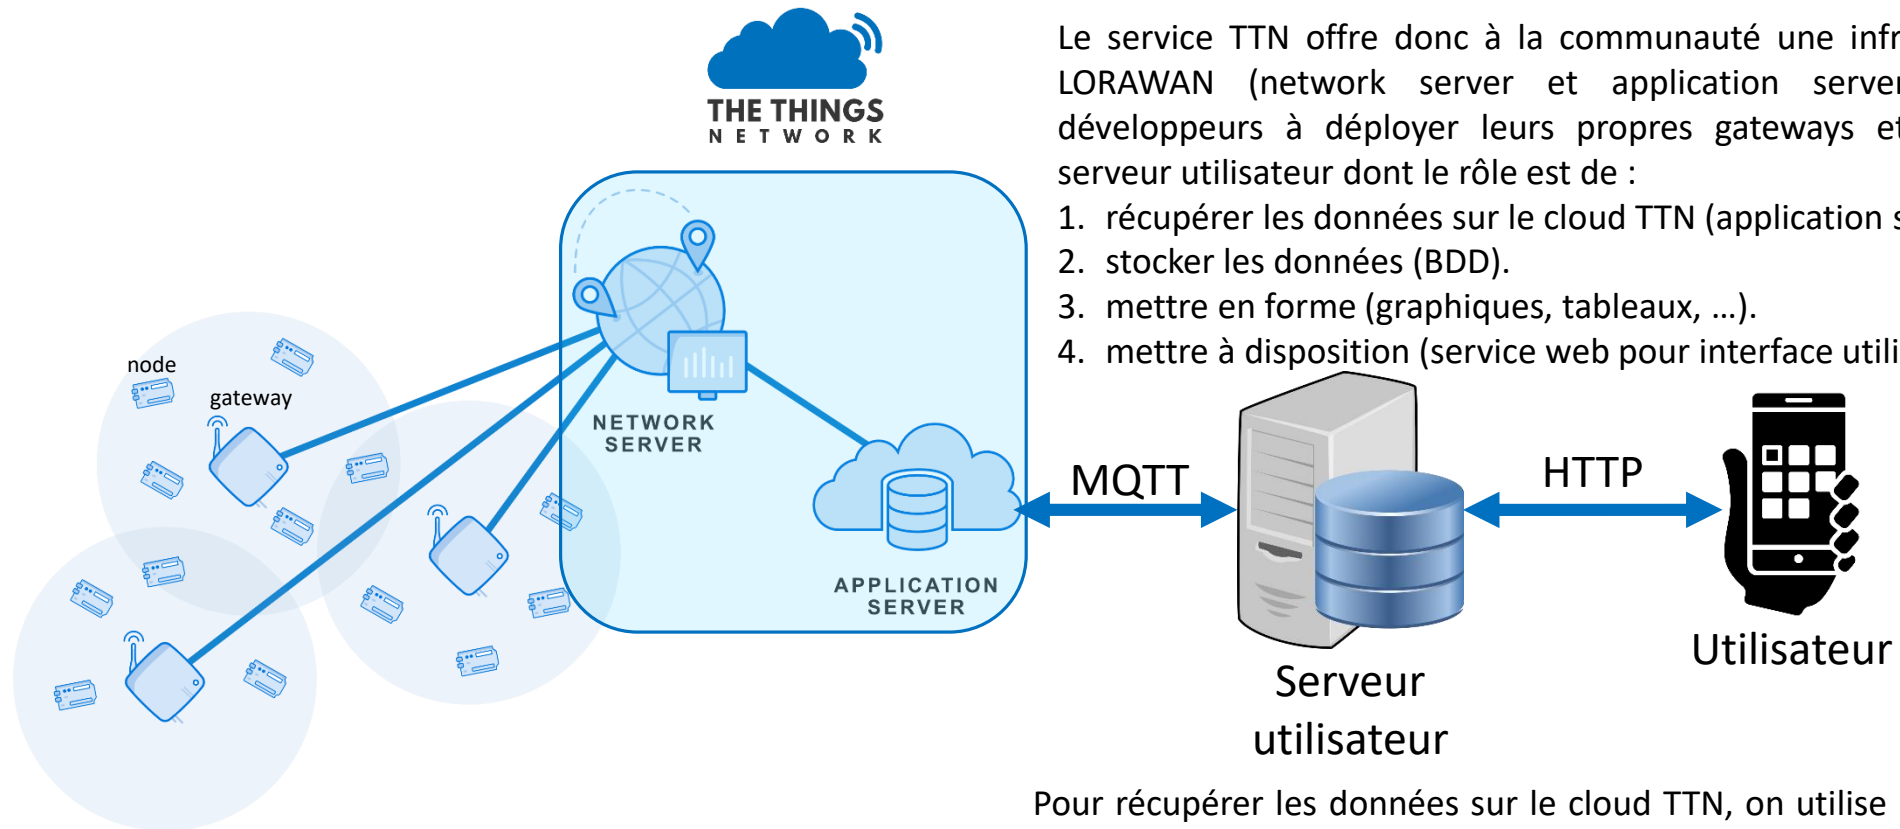 THE THINGS
NETWORK
Le service TTN offre donc à la communauté une
LORAWAN (network server et application
développeurs à déployer leurs propres gateways et
serveur utilisateur dont le rôle est de :
1. récupérer les données sur le cloud TTN (application
2. stocker les données (BDD).
3. mettre en forme (graphiques, tableaux, …).
4. mettre à disposition (service web pour interface
node
gateway
NETWORK
SERVER
APPLICATION
SERVER
MQTT
HTTP
Serveur
utilisateur
Utilisateur
Pour récupérer les données sur le cloud TTN, on utilise